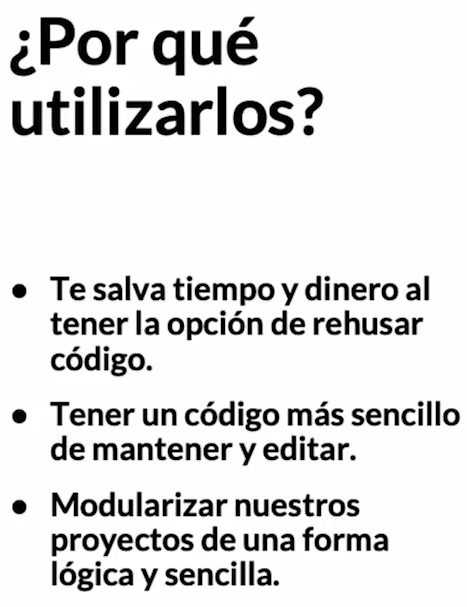 ¿Por qué
utilizarlos?
● Te salva tiempo y dinero al
tener la opción de rehusar
código.
● Tener un código más sencillo
de mantener y editar.
● Modularizar nuestros
proyectos de una forma
lógica y sencilla.